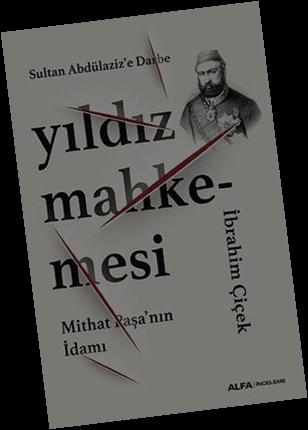 Sultan Abdülaziz'e Darbe
yıldız
mahke-
mesi
İbrahim Çiçek
Mithat Paşa'nın
İdamı
ALFA | İNCELEME